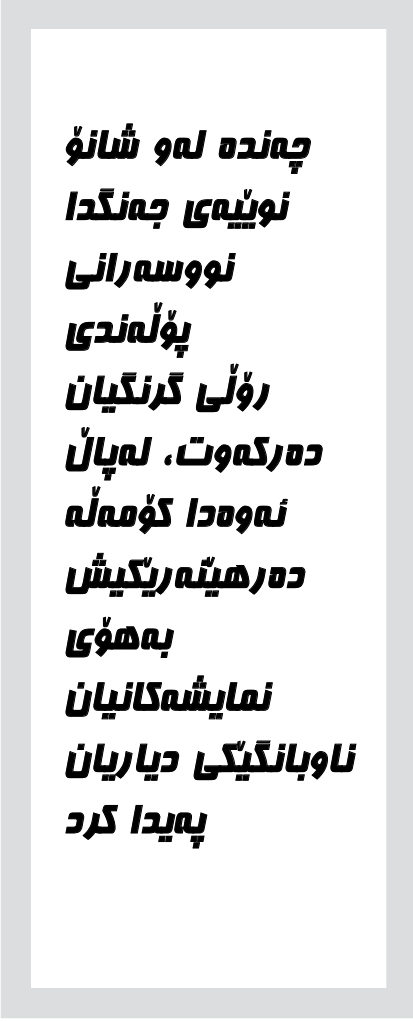 چەندە لەو شانۆ
نوێیەی جەنگدا
نووسەرانی
پۆڵەندی
رۆڵی گرنگیان
دەرکەوت، لەپاڵ
ئەوەدا کۆمەڵە
دەرهێنەرێکیش
بەهۆی
نمایشەکانیان
ناوبانگێکی دیاریان
پەیدا کرد